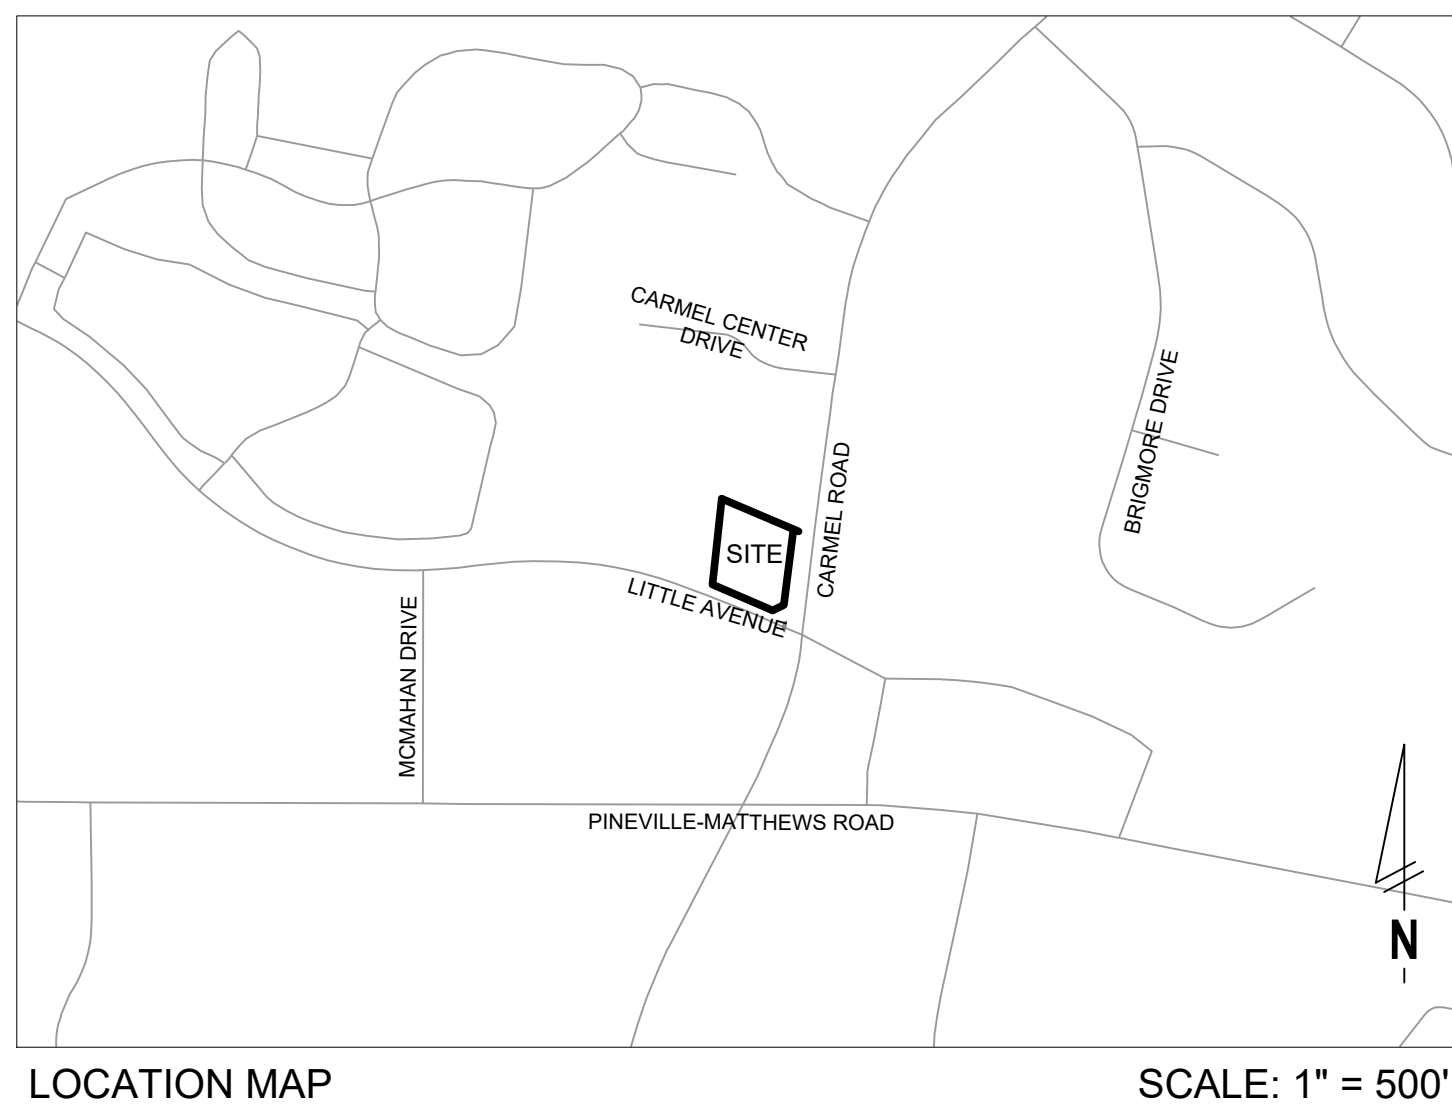 CARMEL CENTER
DRIVE
BRIGMORE DRIVE
CARMEL ROAD
SITE
LITTLE AVENUE
MCMAHAN DRIVE
PINEVILLE-MATTHEWS ROAD
N
LOCATION MAP
SCALE: 1" = 500'